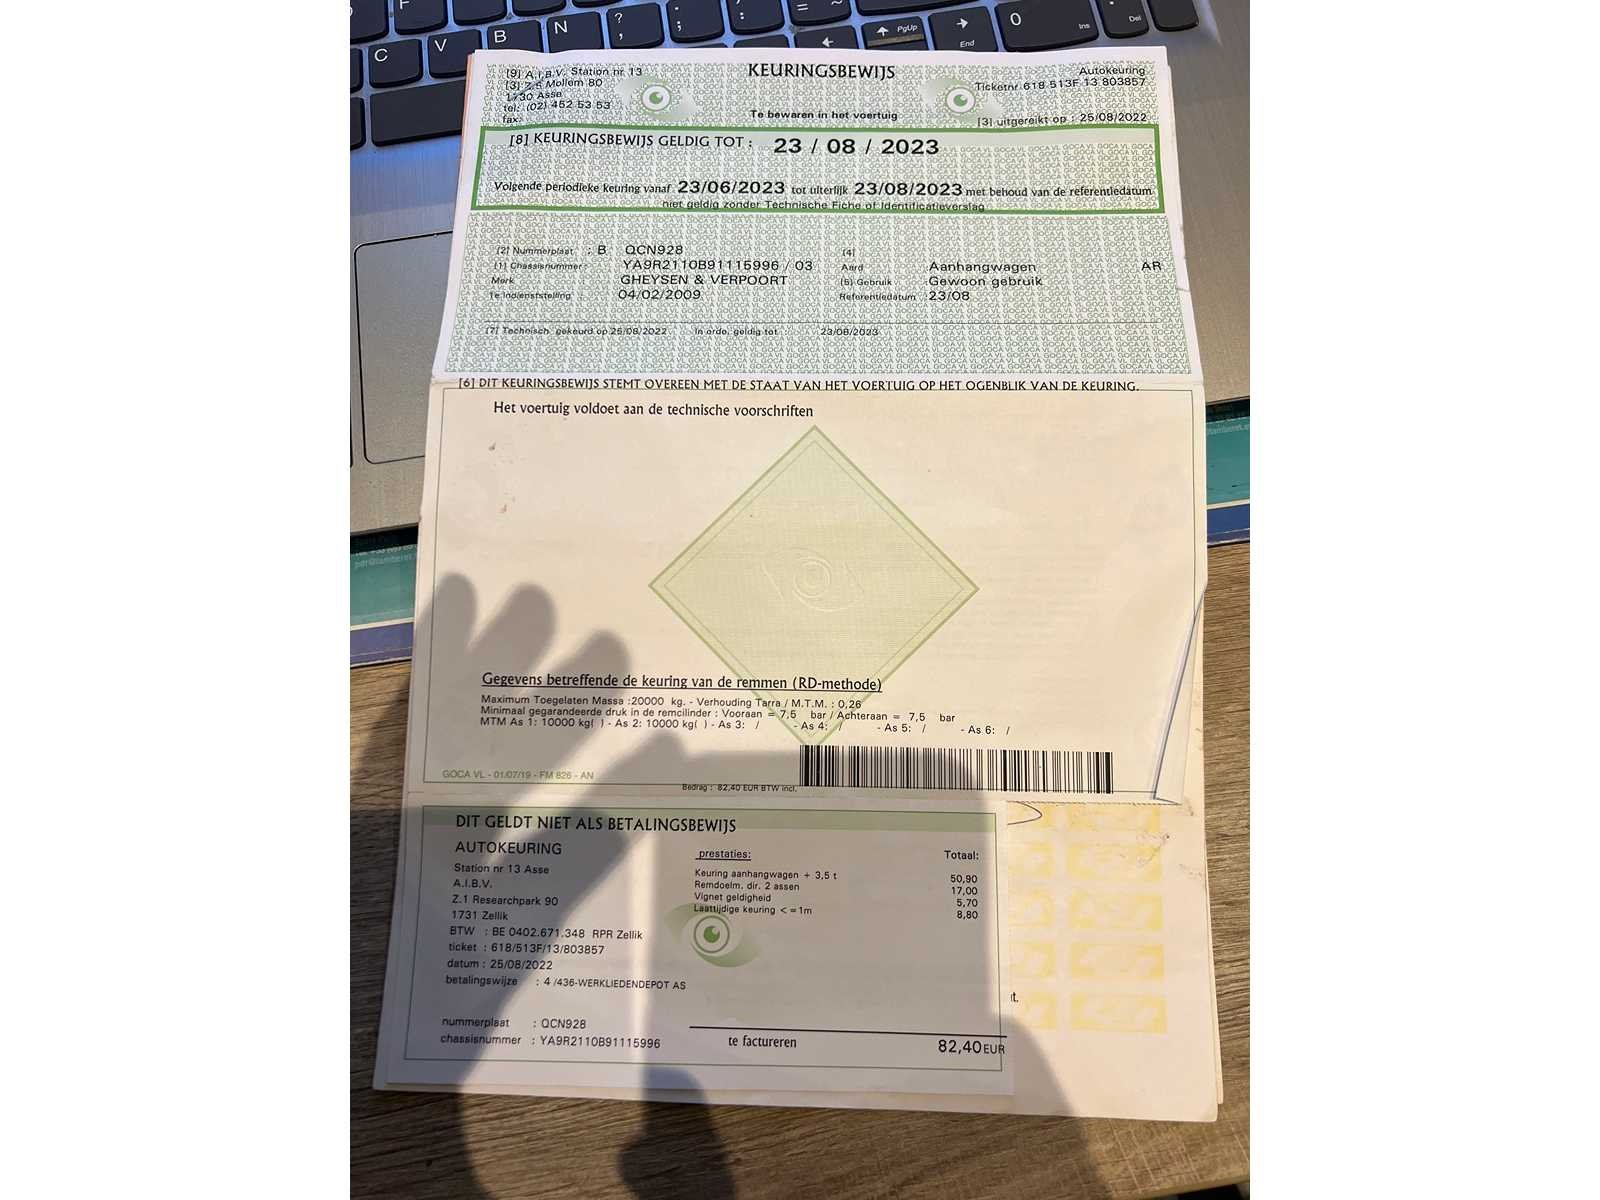 F
C V B N ? , ; . : / = ~
PgUp
End
0
Ins
Del
[9] A.I.B.V. Station nr 13
[3] Z.5 Mollem 80
1730 Asse
tel: (02) 452 53 53
fax:
KEURINGSBEWIJS
Te bewaren in het voertuig
Autokeuring
Ticketnr 618 513F 13 803857
[3] uitgereikt op : 25/08/2022
[8] KEURINGSBEWIJS GELDIG TOT : 23 / 08 / 2023
Volgende periodieke keuring vanaf 23/06/2023 tot uiterlijk 23/08/2023 met behoud van de referentiedatum
niet geldig zonder Technische Fiche of Identificatieverslag
[2] Nummerplaat : B QCN928 [4]
[1] Chassisnummer : YA9R2110B91115996 / 03 Aard Aanhangwagen AR
Merk GHEYSEN & VERPOORT [5] Gebruik Gewoon gebruik
1e Indienststelling : 04/02/2009 Referentiedatum 23/08
[7] Technisch gekeurd op 25/08/2022 In orde, geldig tot 23/08/2023
[6] DIT KEURINGSBEWIJS STEMT OVEREEN MET DE STAAT VAN HET VOERTUIG OP HET OGENBLIK VAN DE KEURING.
Het voertuig voldoet aan de technische voorschriften
Gegevens betreffende de keuring van de remmen (RD-methode)
Maximum Toegelaten Massa :20000 kg. - Verhouding Tarra / M.T.M. : 0,26
Minimaal gegarandeerde druk in de remcilinder : Vooraan = 7,5 bar / Achteraan = 7,5 bar
MTM As 1: 10000 kg( ) - As 2: 10000 kg( ) - As 3: / - As 4: / - As 5: / - As 6: /
GOCA VL - 01/07/19 - FM 826 - AN
Bedrag : 82,40 EUR BTW incl.
DIT GELDT NIET ALS BETALINGSBEWIJS
AUTOKEURING
Station nr 13 Asse
A.I.B.V.
Z.1 Researchpark 90
1731 Zellik
BTW : BE 0402.671.348 RPR Zellik
ticket : 618/513F/13/803857
datum : 25/08/2022
betalingswijze : 4 /436-WERKLIEDENDEPOT AS
nummerplaat : QCN928
chassisnummer : YA9R2110B91115996
prestaties: Totaal:
Keuring aanhangwagen + 3,5 t 50,90
Remdoelm. dir. 2 assen 17,00
Vignet geldigheid 5,70
Laattijdige keuring <=1m 8,80
te factureren 82,40 EUR